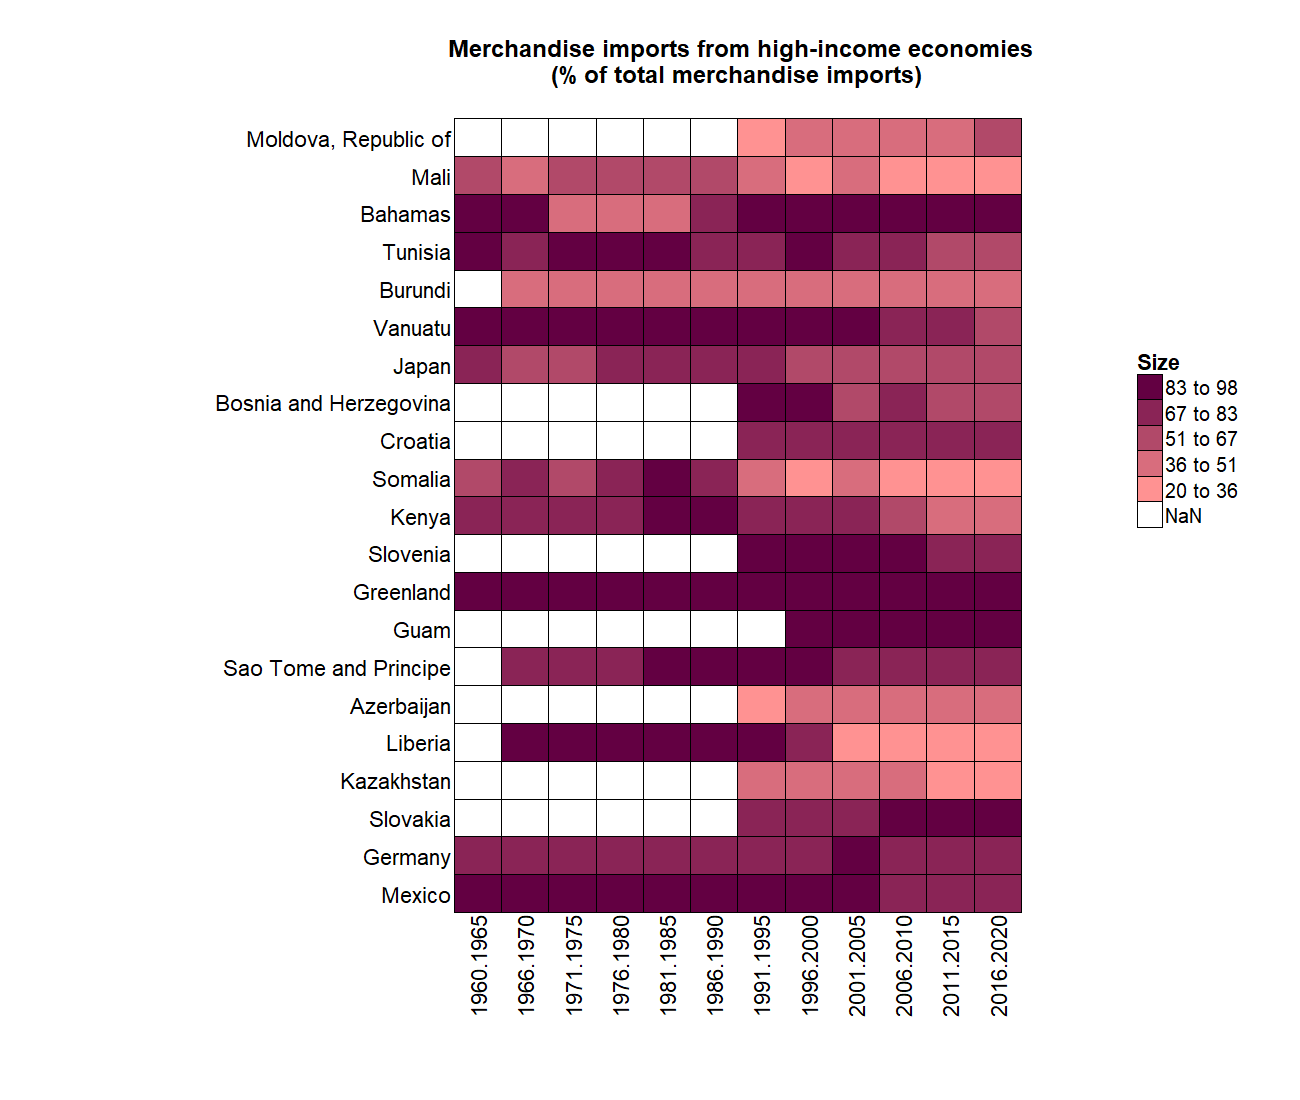 Merchandise imports from high-income economies
(% of total merchandise imports)
Moldova, Republic of
Mali
Bahamas
Tunisia
Burundi
Vanuatu
Japan
Bosnia and Herzegovina
Croatia
Somalia
Kenya
Slovenia
Greenland
Guam
Sao Tome and Principe
Azerbaijan
Liberia
Kazakhstan
Slovakia
Germany
Mexico
1960.1965
1966.1970
1971.1975
1976.1980
1981.1985
1986.1990
1991.1995
1996.2000
2001.2005
2006.2010
2011.2015
2016.2020
Size
83 to 98
67 to 83
51 to 67
36 to 51
20 to 36
NaN